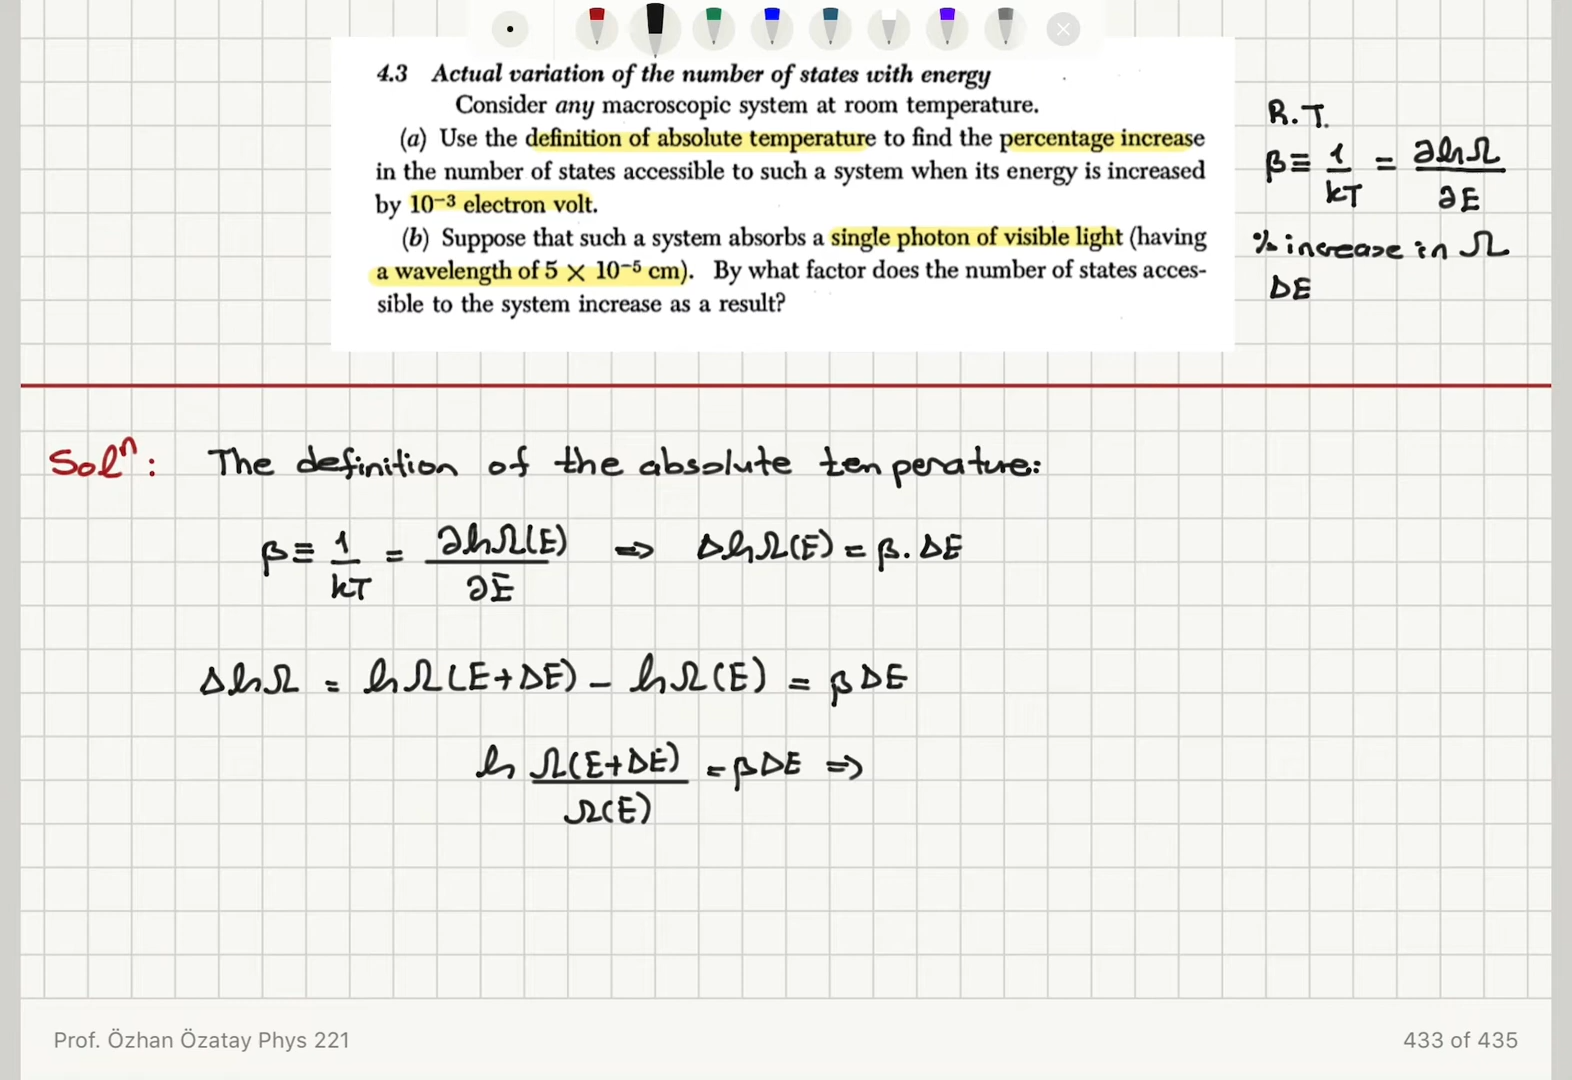 4.3 Actual variation of the number of states with energy
Consider any macroscopic system at room temperature.
(a) Use the definition of absolute temperature to find the percentage increase
in the number of states accessible to such a system when its energy is increased
by 10⁻³ electron volt.
(b) Suppose that such a system absorbs a single photon of visible light (having
a wavelength of 5 × 10⁻⁵ cm). By what factor does the number of states acces-
sible to the system increase as a result?
R.T.
β ≡ 1/kT = ∂lnΩ/∂E
% increase in Ω
ΔE
Solⁿ: The definition of the absolute temperature:
β ≡ 1/kT = ∂lnΩ(E)/∂E ⇒ ΔlnΩ(E) = β.ΔE
ΔlnΩ = lnΩ(E+ΔE) - lnΩ(E) = βΔE
ln Ω(E+ΔE)/Ω(E) = βΔE ⇒
Prof. Özhan Özatay Phys 221
433 of 435